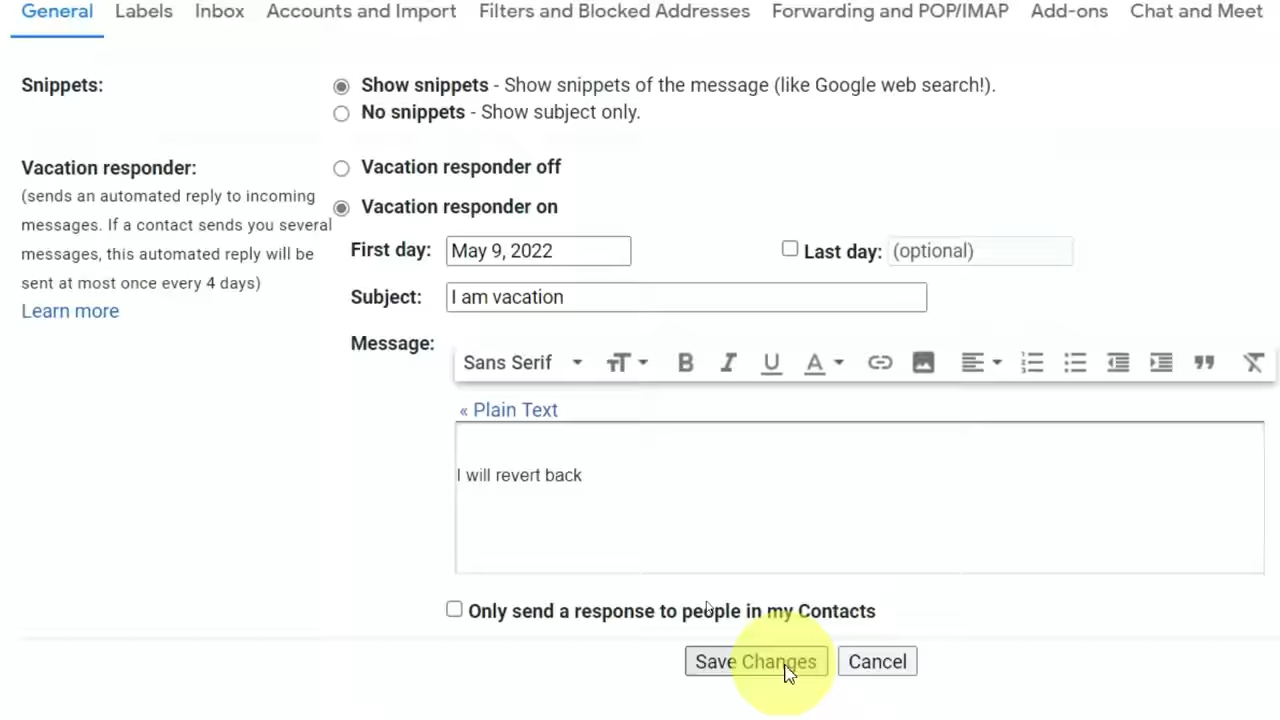 General Labels Inbox Accounts and Import Filters and Blocked Addresses Forwarding and POP/IMAP Add-ons Chat and Meet
Snippets: Show snippets - Show snippets of the message (like Google web search!).
No snippets - Show subject only.
Vacation responder: Vacation responder off
(sends an automated reply to incoming
messages. If a contact sends you several
messages, this automated reply will be
sent at most once every 4 days)
Learn more
Vacation responder on
First day: May 9, 2022 Last day: (optional)
Subject: I am vacation
Message:
Sans Serif
« Plain Text
I will revert back
Only send a response to people in my Contacts
Save Changes Cancel